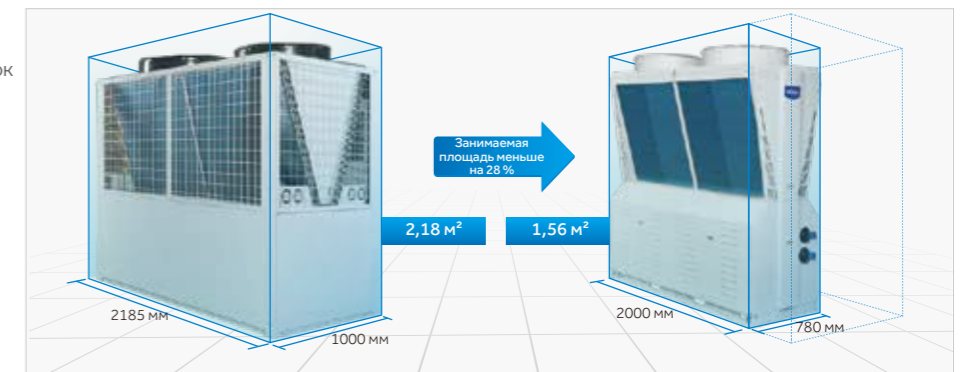 ок
Занимаемая
площадь меньше
на 28 %
2,18 м²
1,56 м²
2185 мм
1000 мм
2000 мм
780 мм